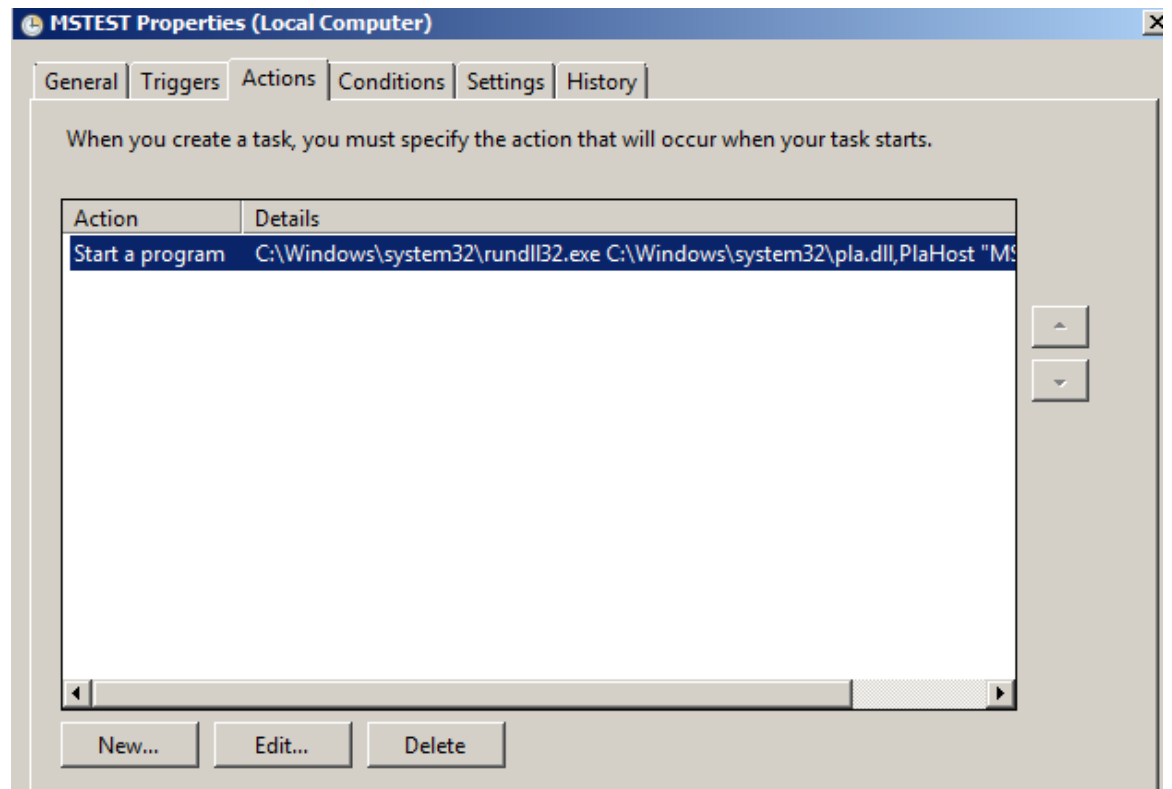 MSTEST Properties (Local Computer)
General Triggers Actions Conditions Settings History
When you create a task, you must specify the action that will occur when your task starts.
Action Details
Start a program C:\Windows\system32\rundll32.exe C:\Windows\system32\pla.dll,PlaHost "MS
New... Edit... Delete